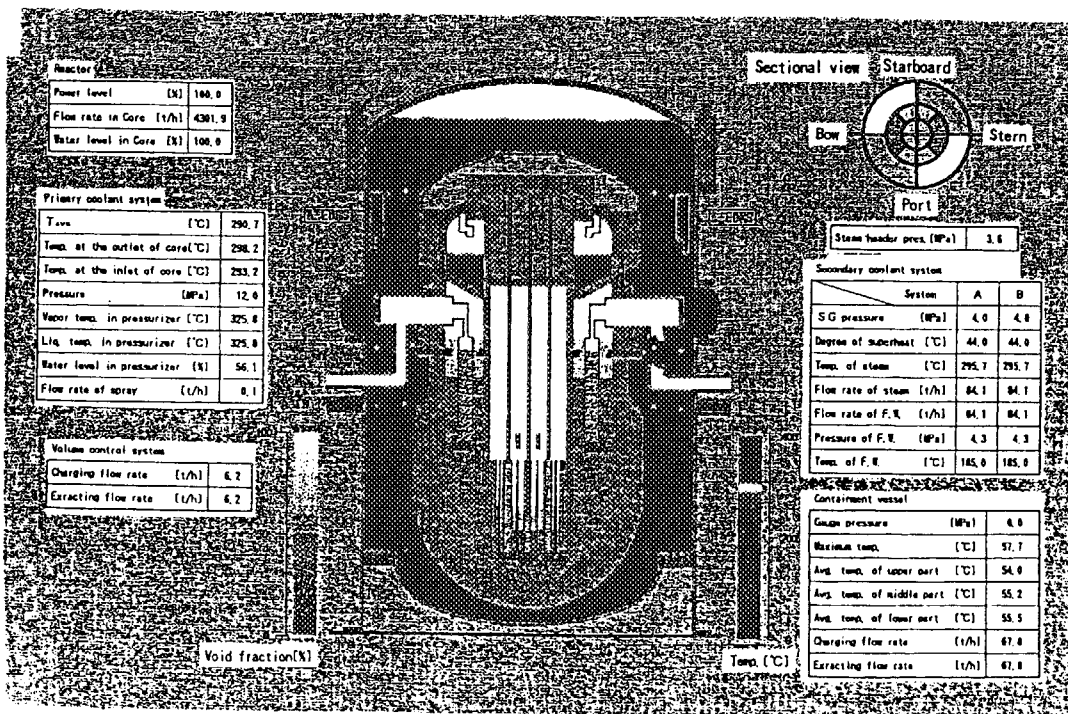 Reactor
Power level [%] 100,0
Flow rate in Core [t/h] 4301,9
Water level in Core [%] 100,0
Primary coolant system
Tave [°C] 290,7
Temp. at the outlet of core[°C] 298,2
Temp. at the inlet of core [°C] 283,2
Pressure [MPa] 12,0
Vapor temp. in pressurizer [°C] 325,8
Liq. temp. in pressurizer [°C] 325,8
Water level in pressurizer [%] 56,1
Flow rate of spray [t/h] 0,1
Volume control system
Charging flow rate [t/h] 6,2
Exracting flow rate [t/h] 6,2
Void fraction[%]
Temp. [°C]
Sectional view
Starboard
Bow
Stern
Port
Steam header pres. [MPa] 3,6
Secondary coolant system
System A B
S.G pressure [MPa] 4,0
Degree of superheat [°C] 44,0 44,0
Temp. of steam [°C] 295,7 295,7
Flow rate of steam [t/h] 84,1 84,1
Flow rate of F.W. [t/h] 84,1 84,1
Pressure of F.W. [MPa] 4,3 4,3
Temp. of F.W. [°C] 185,0 185,0
Containment vessel
Gauge pressure [MPa]
Maximum temp. [°C] 57,7
Avg. temp. of upper part [°C] 54,0
Avg. temp. of middle part [°C] 55,2
Avg. temp. of lower part [°C] 55,5
Charging flow rate [t/h] 67,8
Exracting flow rate [t/h] 67,8